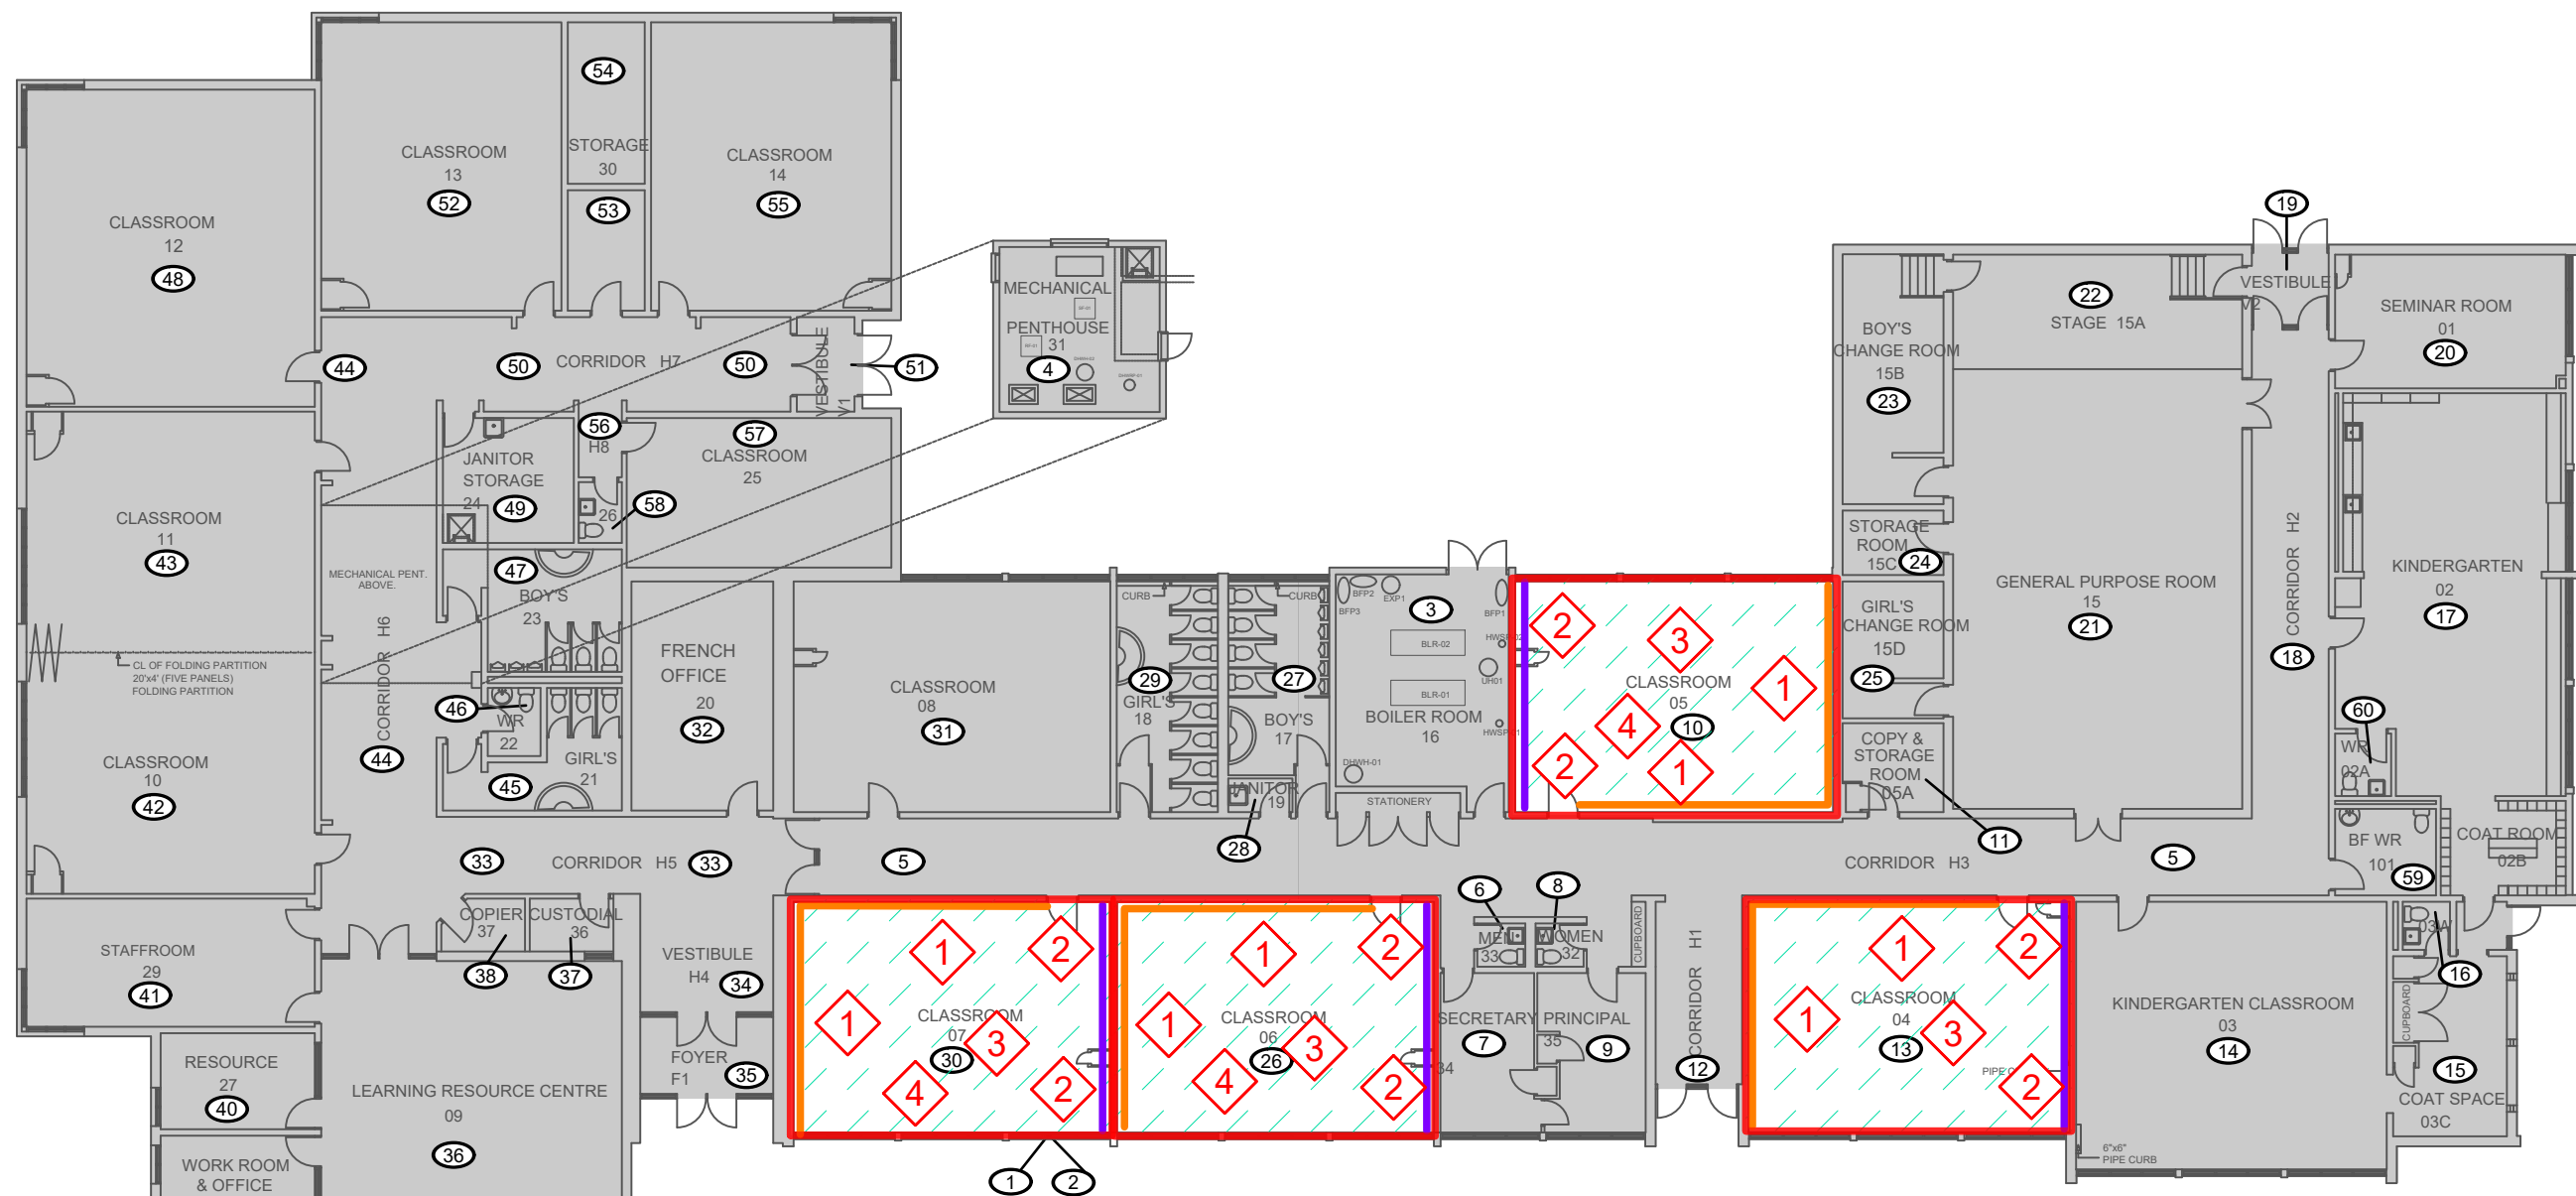 54
CLASSROOM
13
52
STORAGE
30
53
CLASSROOM
14
55
CLASSROOM
12
48
44
50
CORRIDOR H7
50
VESTIBULE
V1
51
MECHANICAL
PENTHOUSE
31
4
19
VESTIBULE
V2
22
STAGE 15A
SEMINAR ROOM
01
20
BOY'S
CHANGE ROOM
15B
23
56
H8
57
CLASSROOM
25
JANITOR
STORAGE
24
49
26
58
CLASSROOM
11
43
MECHANICAL PENT.
ABOVE.
CORRIDOR H6
47
BOY'S
23
CL OF FOLDING PARTITION
20'x4' (FIVE PANELS)
FOLDING PARTITION
46
WR
22
44
45
GIRL'S
21
FRENCH
OFFICE
20
32
CLASSROOM
08
31
CURB
29
GIRL'S
18
CURB
27
BOY'S
17
JANITOR
19
28
BFP2
BFP3
EXP1
3
BFP1
BLR-02
UH01
BLR-01
BOILER ROOM
16
DHWH-01
STATIONERY
2
3
1
CLASSROOM
05
4
10
2
1
STORAGE
ROOM
15C
24
GIRL'S
CHANGE ROOM
15D
25
COPY &
STORAGE
ROOM
05A
11
GENERAL PURPOSE ROOM
15
21
CORRIDOR H2
18
KINDERGARTEN
02
17
60
WR
02A
BF WR
101
59
COAT ROOM
02B
CLASSROOM
10
42
33
CORRIDOR H5
33
5
CORRIDOR H3
5
STAFFROOM
29
41
COPIER
37
CUSTODIAL
36
38
37
VESTIBULE
H4
34
FOYER
F1
35
RESOURCE
27
40
WORK ROOM
& OFFICE
LEARNING RESOURCE CENTRE
09
36
1
2
1
CLASSROOM
07
3
30
4
2
1
2
1
CLASSROOM
06
3
26
4
2
1
2
6
8
MEN
33
WOMEN
32
CUPBOARD
SECRETARY
34
7
PRINCIPAL
35
9
CORRIDOR H1
12
1
2
1
CLASSROOM
04
3
13
2
KINDERGARTEN CLASSROOM
03
14
03A
16
CUPBOARD
15
COAT SPACE
03C
6"x6"
PIPE CURB